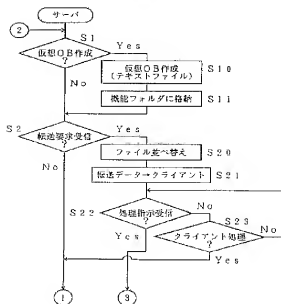 サーバ
2
S1
仮想OB作成
?
Yes
No
仮想OB作成
(テキストファイル)
S10
機能フォルダに格納
S11
S2
転送要求受信
?
Yes
No
ファイル並べ替え
S20
転送データ→クライアント
S21
S22
処理指示受信
?
No
Yes
S23
クライアント処理
?
No
Yes
1
3